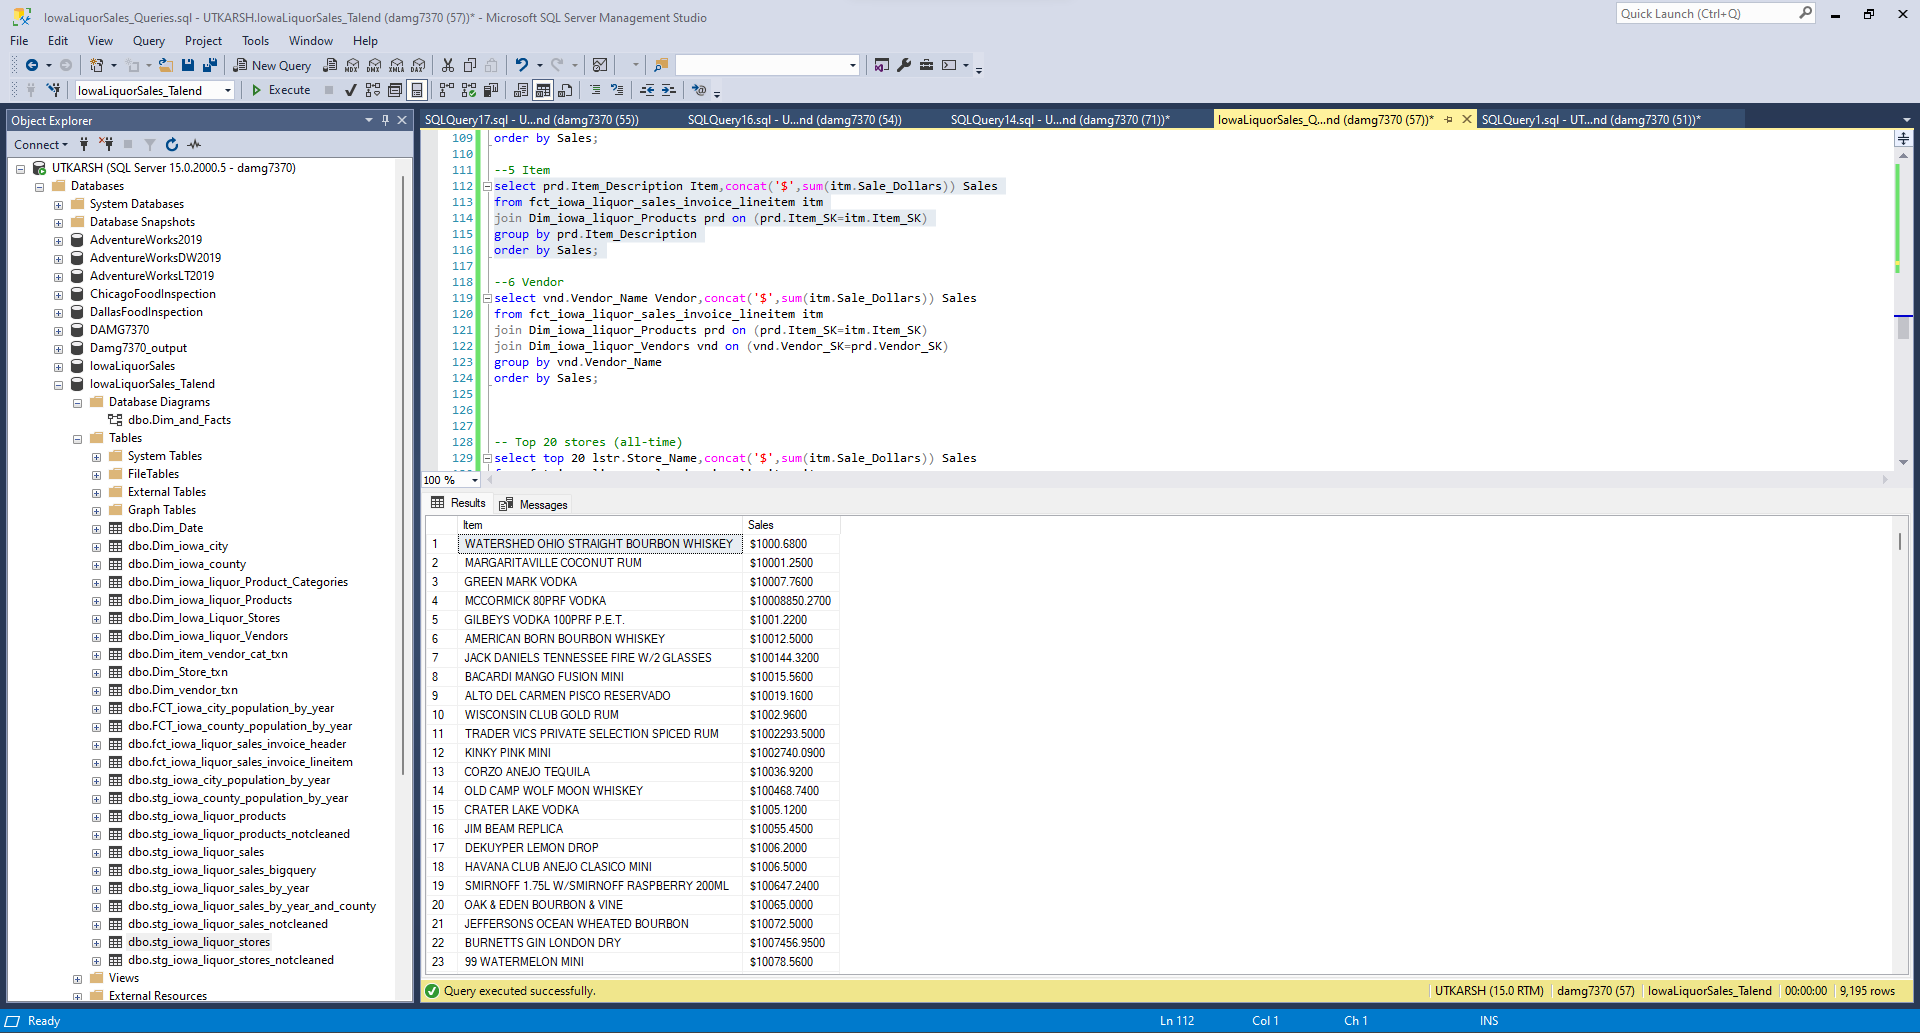 IowaLiquorSales_Queries.sql - UTKARSH.IowaLiquorSales_Talend (damg7370 (57))* - Microsoft SQL Server Management Studio
Quick Launch (Ctrl+Q)
File Edit View Query Project Tools Window Help
New Query
MDX DMX XMLA DAX
IowaLiquorSales_Talend
Execute
Object Explorer
Connect
UTKARSH (SQL Server 15.0.2000.5 - damg7370)
Databases
System Databases
Database Snapshots
AdventureWorks2019
AdventureWorksDW2019
AdventureWorksLT2019
ChicagoFoodInspection
DallasFoodInspection
DAMG7370
Damg7370_output
IowaLiquorSales
IowaLiquorSales_Talend
Database Diagrams
dbo.Dim_and_Facts
Tables
System Tables
FileTables
External Tables
Graph Tables
dbo.Dim_Date
dbo.Dim_iowa_city
dbo.Dim_iowa_county
dbo.Dim_iowa_liquor_Product_Categories
dbo.Dim_iowa_liquor_Products
dbo.Dim_Iowa_Liquor_Stores
dbo.Dim_iowa_liquor_Vendors
dbo.Dim_item_vendor_cat_txn
dbo.Dim_Store_txn
dbo.Dim_vendor_txn
dbo.FCT_iowa_city_population_by_year
dbo.FCT_iowa_county_population_by_year
dbo.fct_iowa_liquor_sales_invoice_header
dbo.fct_iowa_liquor_sales_invoice_lineitem
dbo.stg_iowa_city_population_by_year
dbo.stg_iowa_county_population_by_year
dbo.stg_iowa_liquor_products
dbo.stg_iowa_liquor_products_notcleaned
dbo.stg_iowa_liquor_sales
dbo.stg_iowa_liquor_sales_bigquery
dbo.stg_iowa_liquor_sales_by_year
dbo.stg_iowa_liquor_sales_by_year_and_county
dbo.stg_iowa_liquor_sales_notcleaned
dbo.stg_iowa_liquor_stores
dbo.stg_iowa_liquor_stores_notcleaned
Views
External Resources
SQLQuery17.sql - U...nd (damg7370 (55)) SQLQuery16.sql - U...nd (damg7370 (54)) SQLQuery14.sql - U...nd (damg7370 (71))* IowaLiquorSales_Q...nd (damg7370 (57))* SQLQuery1.sql - UT...nd (damg7370 (51))*
109 order by Sales;
110
111 --5 Item
112 select prd.Item_Description Item,concat('$',sum(itm.Sale_Dollars)) Sales
113 from fct_iowa_liquor_sales_invoice_lineitem itm
114 join Dim_iowa_liquor_Products prd on (prd.Item_SK=itm.Item_SK)
115 group by prd.Item_Description
116 order by Sales;
117
118 --6 Vendor
119 select vnd.Vendor_Name Vendor,concat('$',sum(itm.Sale_Dollars)) Sales
120 from fct_iowa_liquor_sales_invoice_lineitem itm
121 join Dim_iowa_liquor_Products prd on (prd.Item_SK=itm.Item_SK)
122 join Dim_iowa_liquor_Vendors vnd on (vnd.Vendor_SK=prd.Vendor_SK)
123 group by vnd.Vendor_Name
124 order by Sales;
125
126
127
128 -- Top 20 stores (all-time)
129 select top 20 lstr.Store_Name,concat('$',sum(itm.Sale_Dollars)) Sales
100 %
Results Messages
Item Sales
1 WATERSHED OHIO STRAIGHT BOURBON WHISKEY $1000.6800
2 MARGARITAVILLE COCONUT RUM $10001.2500
3 GREEN MARK VODKA $10007.7600
4 MCCORMICK 80PRF VODKA $10008850.2700
5 GILBEYS VODKA 100PRF P.E.T. $1001.2200
6 AMERICAN BORN BOURBON WHISKEY $10012.5000
7 JACK DANIELS TENNESSEE FIRE W/2 GLASSES $100144.3200
8 BACARDI MANGO FUSION MINI $10015.5600
9 ALTO DEL CARMEN PISCO RESERVADO $10019.1600
10 WISCONSIN CLUB GOLD RUM $1002.9600
11 TRADER VICS PRIVATE SELECTION SPICED RUM $1002293.5000
12 KINKY PINK MINI $1002740.0900
13 CORZO ANEJO TEQUILA $10036.9200
14 OLD CAMP WOLF MOON WHISKEY $100468.7400
15 CRATER LAKE VODKA $1005.1200
16 JIM BEAM REPLICA $10055.4500
17 DEKUYPER LEMON DROP $1006.2000
18 HAVANA CLUB ANEJO CLASICO MINI $1006.5000
19 SMIRNOFF 1.75L W/SMIRNOFF RASPBERRY 200ML $100647.2400
20 OAK & EDEN BOURBON & VINE $10065.0000
21 JEFFERSONS OCEAN WHEATED BOURBON $10072.5000
22 BURNETTS GIN LONDON DRY $1007456.9500
23 99 WATERMELON MINI $10078.5600
Query executed successfully. UTKARSH (15.0 RTM) damg7370 (57) IowaLiquorSales_Talend 00:00:00 9,195 rows
Ready Ln 112 Col 1 Ch 1 INS